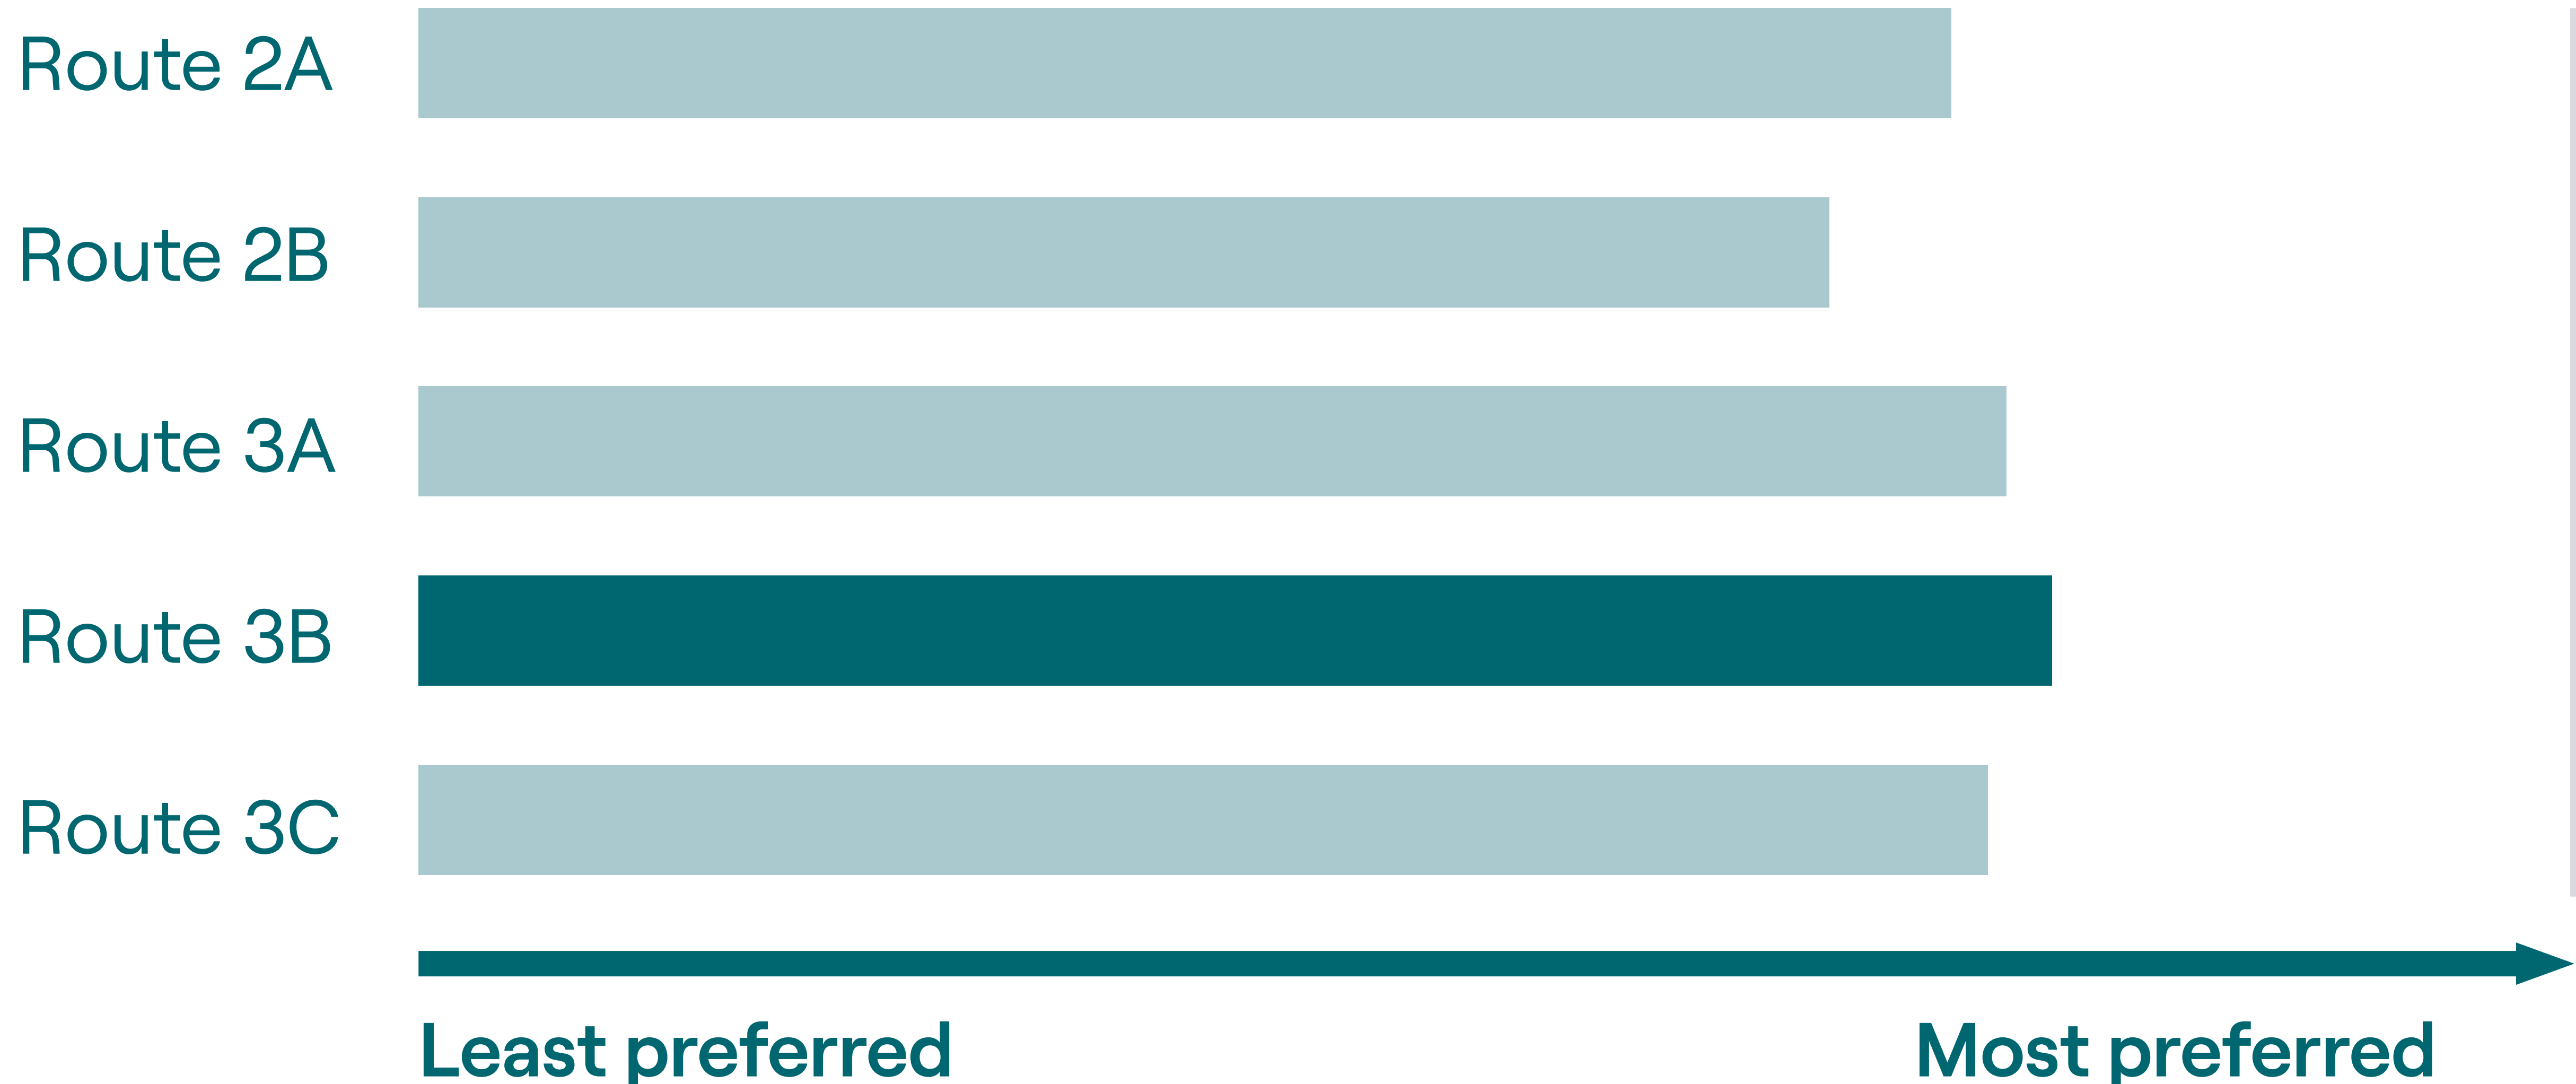 Route 2A
Route 2B
Route 3A
Route 3B
Route 3C
Least preferred Most preferred